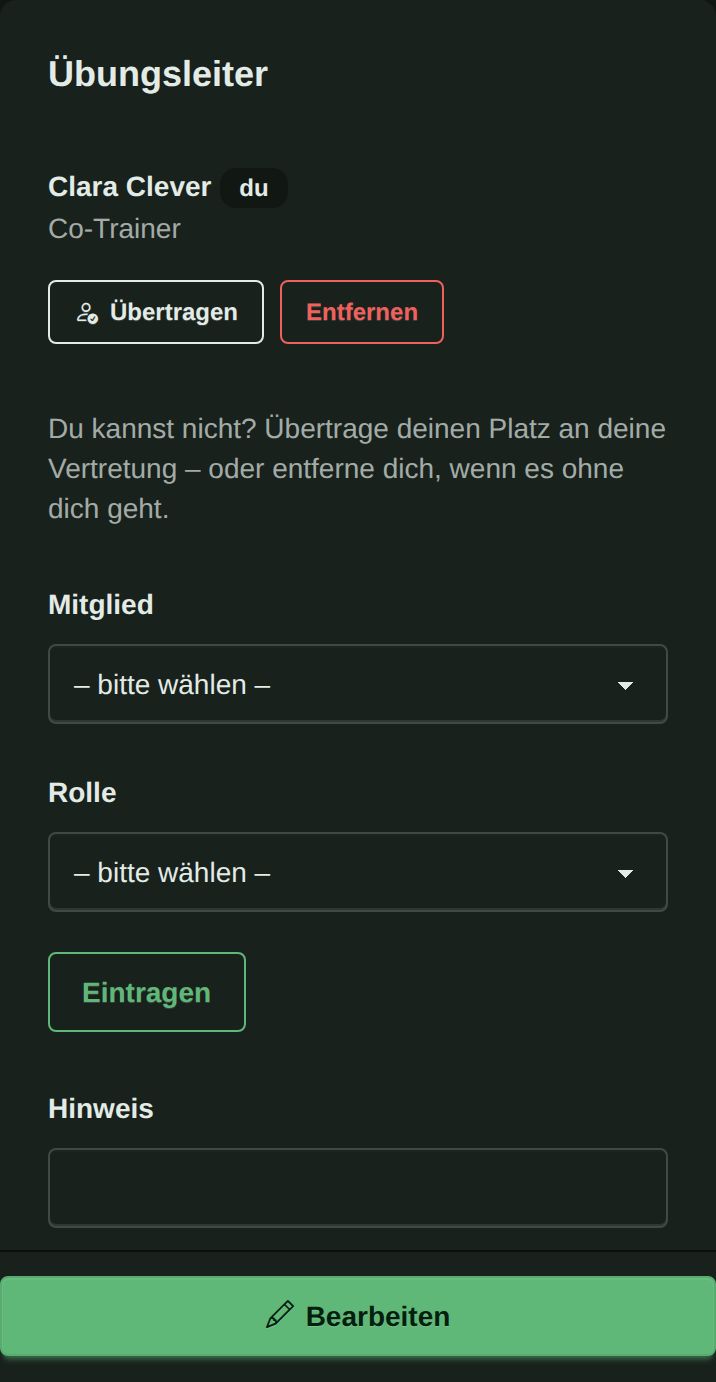 Übungsleiter
Clara Clever du
Co-Trainer
Übertragen Entfernen
Du kannst nicht? Übertrage deinen Platz an deine
Vertretung – oder entferne dich, wenn es ohne
dich geht.
Mitglied
– bitte wählen –
Rolle
– bitte wählen –
Eintragen
Hinweis
Bearbeiten